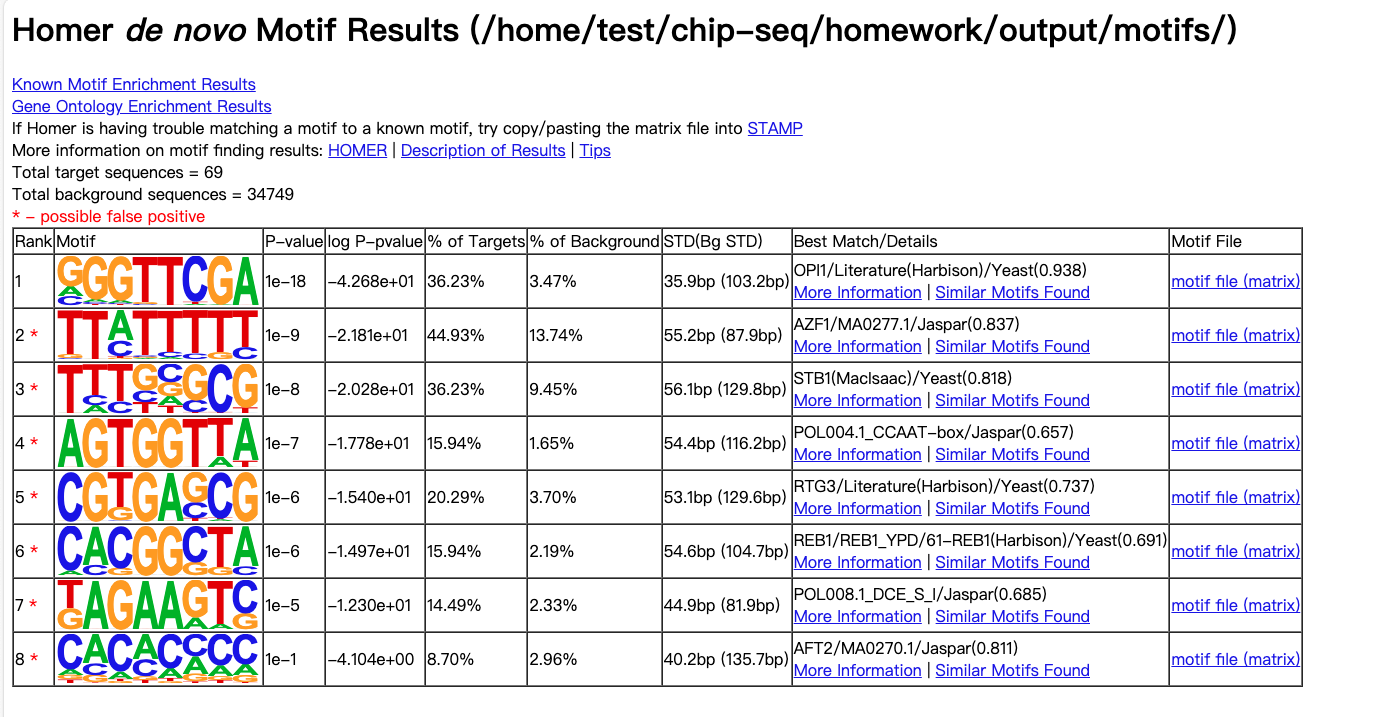 Homer de novo Motif Results (/home/test/chip-seq/homework/output/motifs/)
Known Motif Enrichment Results
Gene Ontology Enrichment Results
If Homer is having trouble matching a motif to a known motif, try copy/pasting the matrix file into STAMP
More information on motif finding results: HOMER | Description of Results | Tips
Total target sequences = 69
Total background sequences = 34749
* - possible false positive
Rank Motif P-value log P-pvalue % of Targets % of Background STD(Bg STD) Best Match/Details Motif File
1 GGGTTCGA 1e-18 -4.268e+01 36.23% 3.47% 35.9bp (103.2bp) OPI1/Literature(Harbison)/Yeast(0.938) motif file (matrix)
More Information | Similar Motifs Found
2 * TTATTTTT 1e-9 -2.181e+01 44.93% 13.74% 55.2bp (87.9bp) AZF1/MA0277.1/Jaspar(0.837) motif file (matrix)
More Information | Similar Motifs Found
3 * TTTGCGCG 1e-8 -2.028e+01 36.23% 9.45% 56.1bp (129.8bp) STB1(MacIsaac)/Yeast(0.818) motif file (matrix)
More Information | Similar Motifs Found
4 * AGTGGTTA 1e-7 -1.778e+01 15.94% 1.65% 54.4bp (116.2bp) POL004.1_CCAAT-box/Jaspar(0.657) motif file (matrix)
More Information | Similar Motifs Found
5 * CGTGAGCG 1e-6 -1.540e+01 20.29% 3.70% 53.1bp (129.6bp) RTG3/Literature(Harbison)/Yeast(0.737) motif file (matrix)
More Information | Similar Motifs Found
6 * CACGGCTA 1e-6 -1.497e+01 15.94% 2.19% 54.6bp (104.7bp) REB1/REB1_YPD/61-REB1(Harbison)/Yeast(0.691) motif file (matrix)
More Information | Similar Motifs Found
7 * TAGAAGTC 1e-5 -1.230e+01 14.49% 2.33% 44.9bp (81.9bp) POL008.1_DCE_S_I/Jaspar(0.685) motif file (matrix)
More Information | Similar Motifs Found
8 * CACACCCC 1e-1 -4.104e+00 8.70% 2.96% 40.2bp (135.7bp) AFT2/MA0270.1/Jaspar(0.811) motif file (matrix)
More Information | Similar Motifs Found